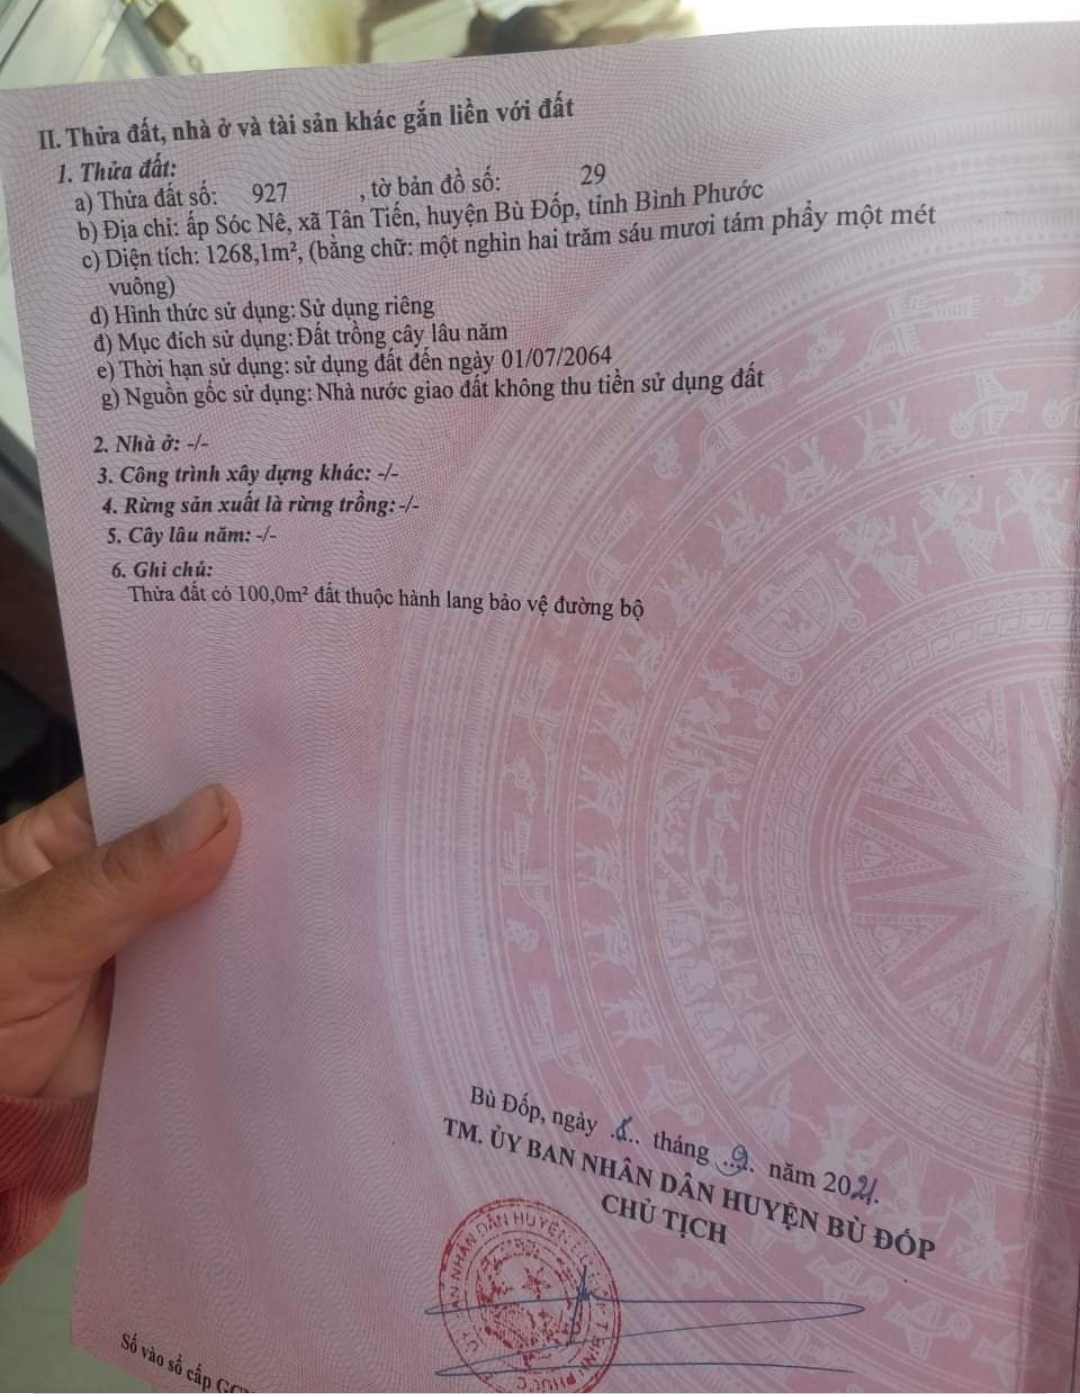 II. Thửa đất, nhà ở và tài sản khác gắn liền với đất
1. Thửa đất:
a) Thửa đất số: 927 , tờ bản đồ số: 29
b) Địa chỉ: ấp Sóc Nê, xã Tân Tiến, huyện Bù Đốp, tỉnh Bình Phước
c) Diện tích: 1268,1m², (bằng chữ: một nghìn hai trăm sáu mươi tám phẩy một mét
vuông)
d) Hình thức sử dụng: Sử dụng riêng
đ) Mục đích sử dụng: Đất trồng cây lâu năm
e) Thời hạn sử dụng: sử dụng đất đến ngày 01/07/2064
g) Nguồn gốc sử dụng: Nhà nước giao đất không thu tiền sử dụng đất
2. Nhà ở: -/-
3. Công trình xây dựng khác: -/-
4. Rừng sản xuất là rừng trồng: -/-
5. Cây lâu năm: -/-
6. Ghi chú:
Thửa đất có 100,0m² đất thuộc hành lang bảo vệ đường bộ
Bù Đốp, ngày tháng 9 năm 2021.
TM. ỦY BAN NHÂN DÂN HUYỆN BÙ ĐỐP
CHỦ TỊCH
Số vào sổ cấp